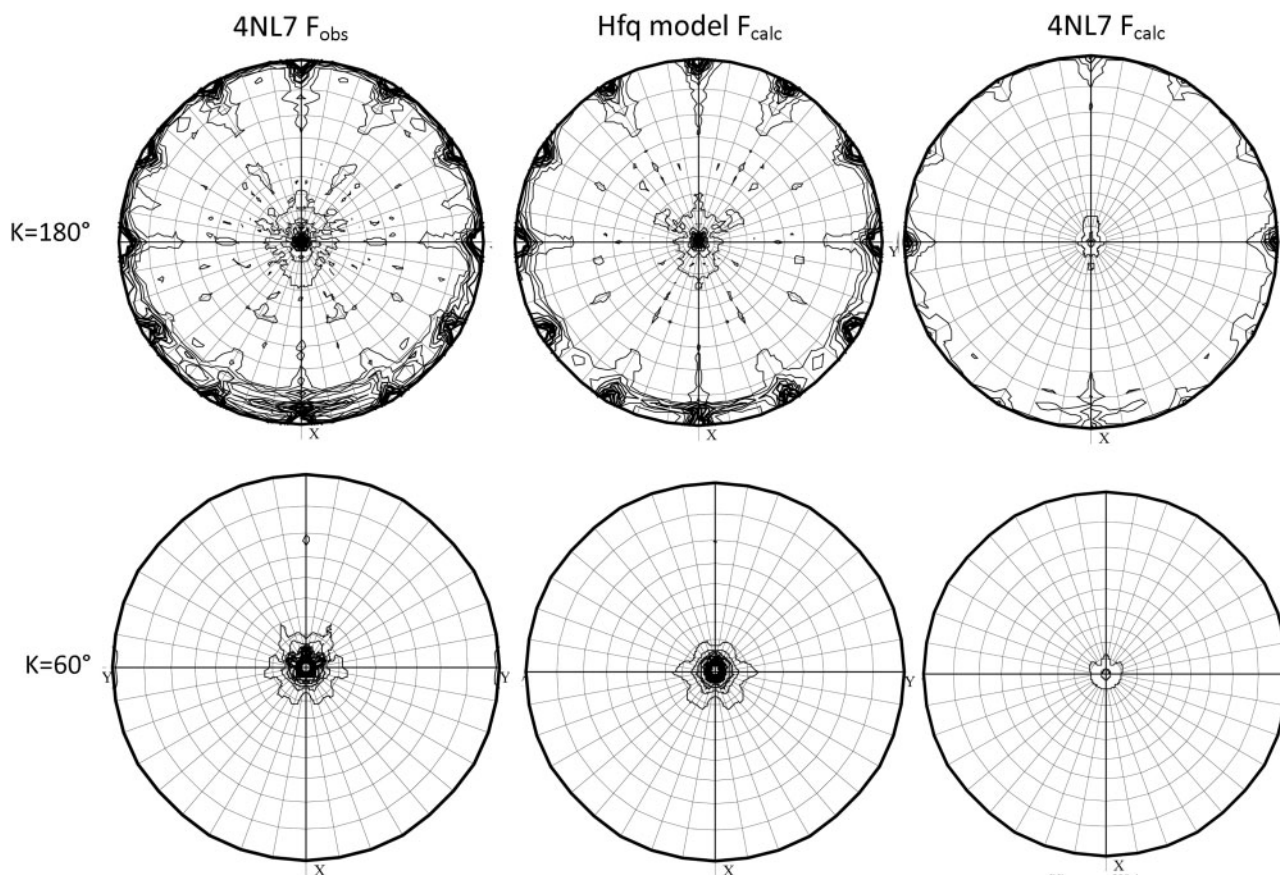 4NL7 Fobs Hfq model Fcalc 4NL7 Fcalc
K=180°
Y
X X X
K=60°
Y Y Y
X X X